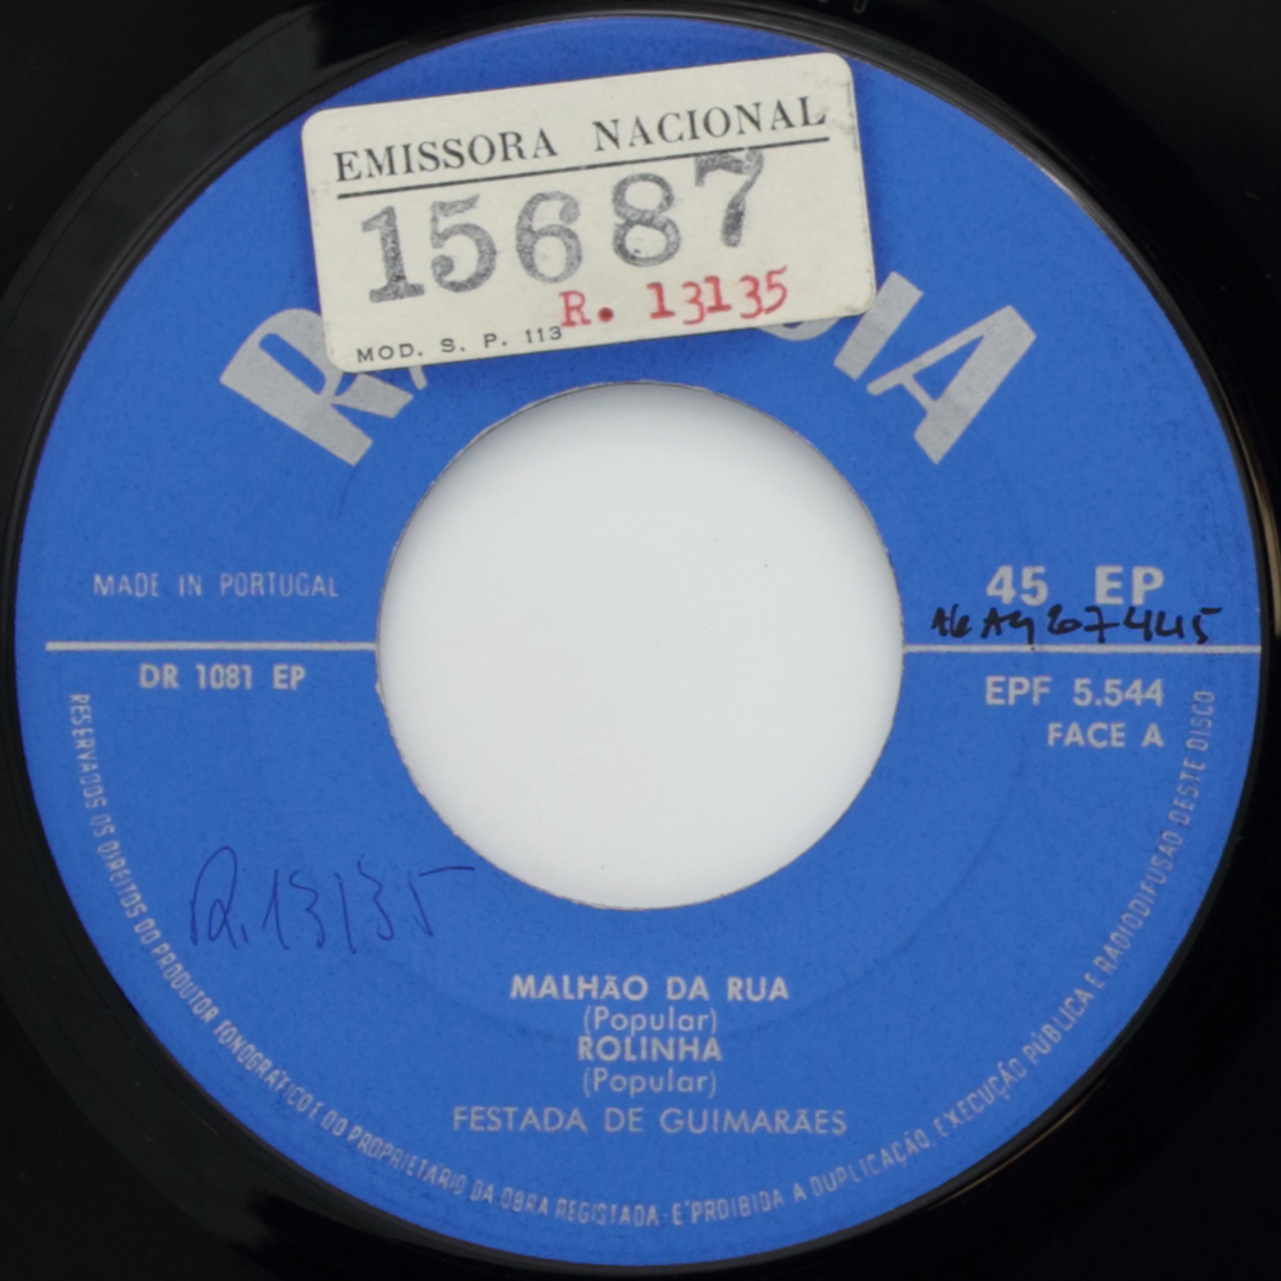 EMISSORA NACIONAL
15687
R. 13135
MOD. S. P. 113
MADE IN PORTUGAL
45 EP
DR 1081 EP
EPF 5.544
FACE A
R.13135
MALHÃO DA RUA
(Popular)
ROLINHA
(Popular)
FESTADA DE GUIMARÃES
RESERVADOS OS DIREITOS DO PRODUTOR FONOGRÁFICO E DO PROPRIETÁRIO DA OBRA REGISTADA · E'PROIBIDA A DUPLICAÇÃO, EXECUÇÃO PÚBLICA E RADIODIFUSÃO DESTE DISCO